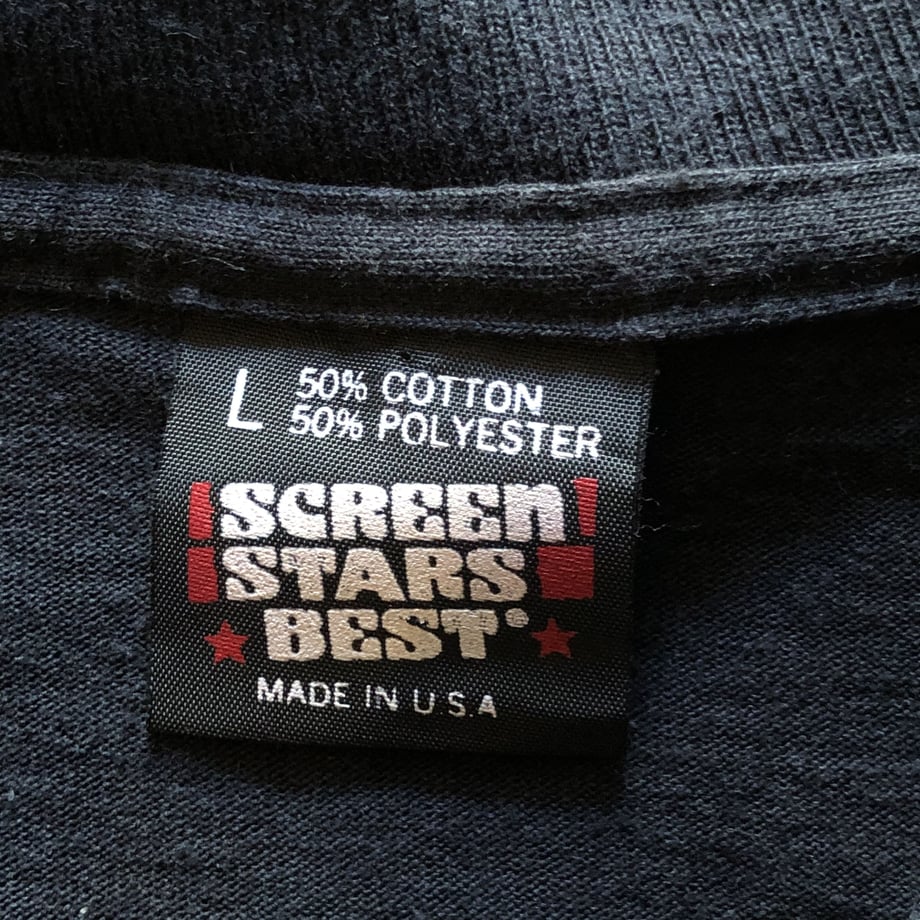 L 50% COTTON
50% POLYESTER
SCREEN
STARS
BEST
MADE IN U.S.A